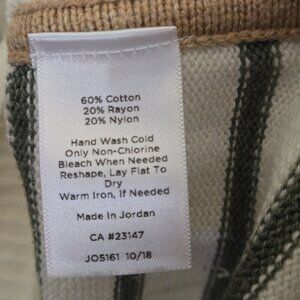 60% Cotton
20% Rayon
20% Nylon
Hand Wash Cold
Only Non-Chlorine
Bleach When Needed
Reshape, Lay Flat To
Dry
Warm Iron, If Needed
Made In Jordan
CA #23147
JO5161 10/18